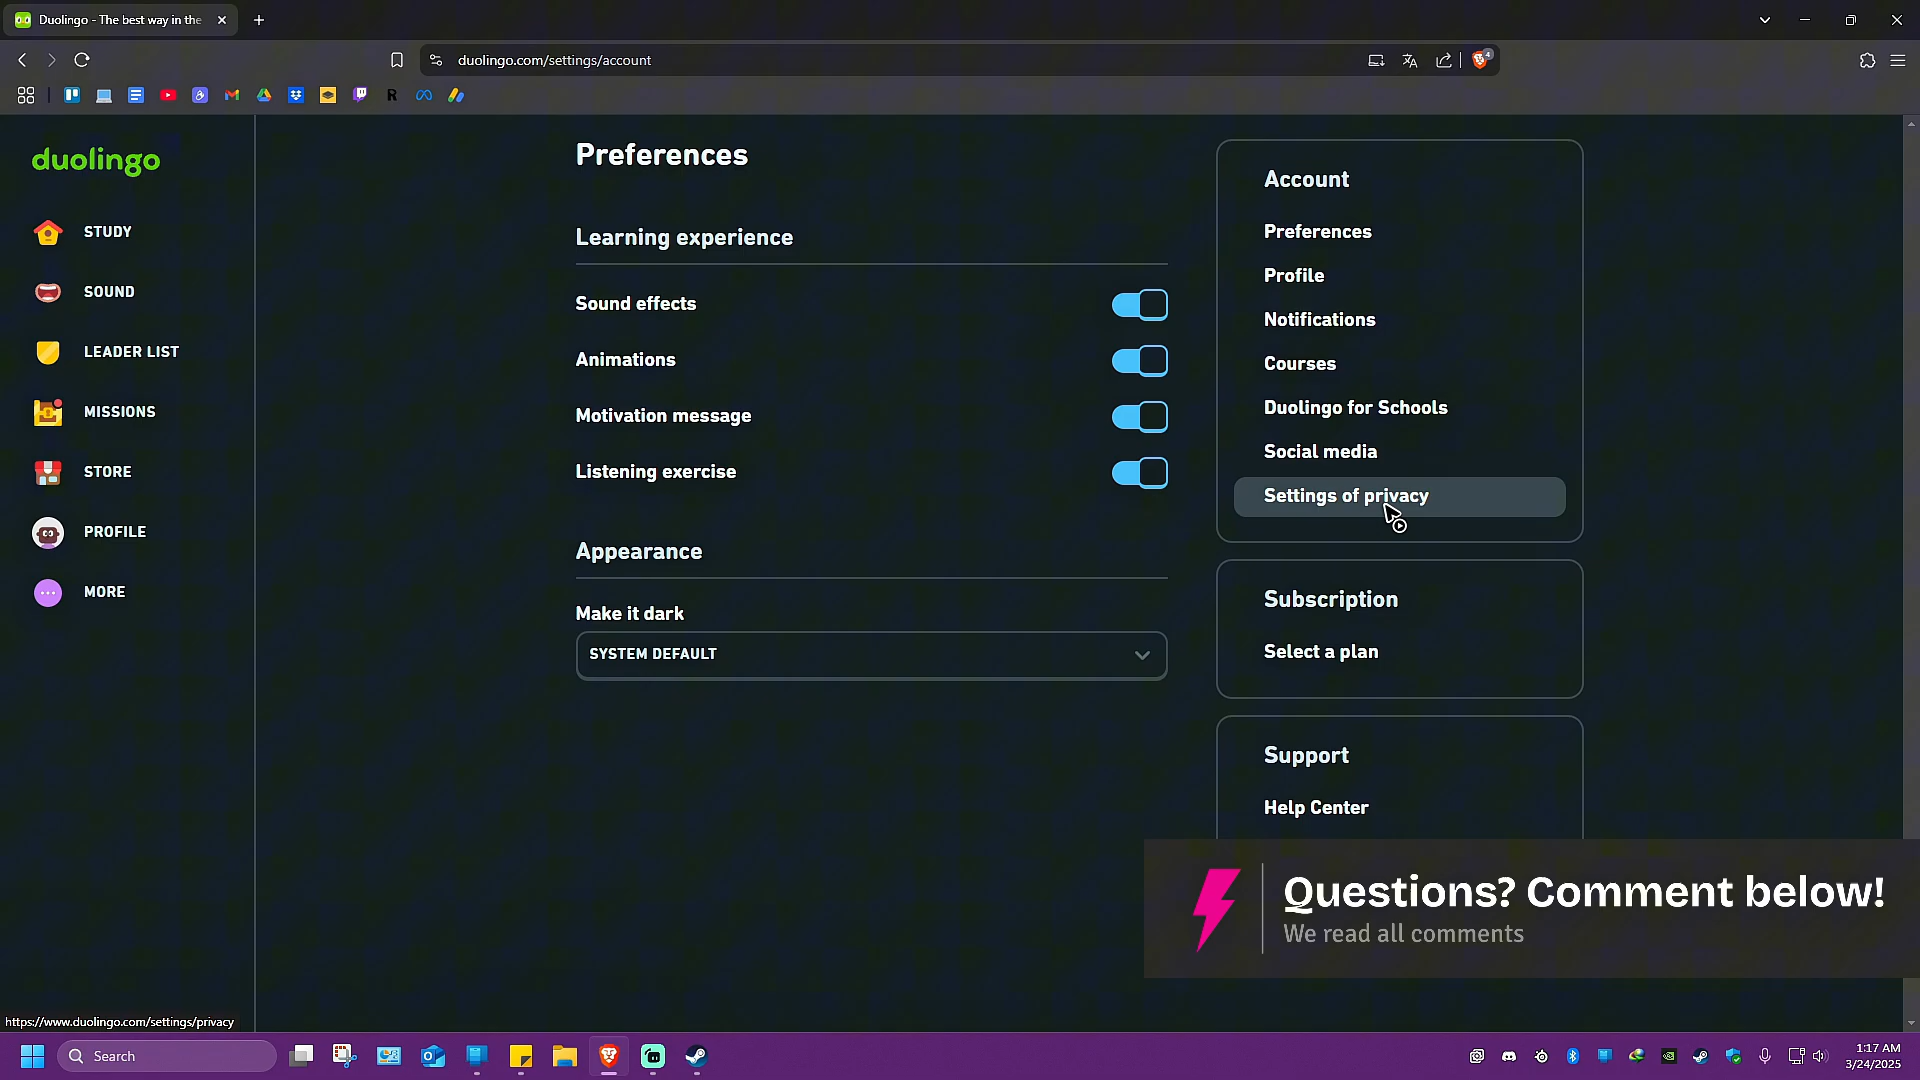 Duolingo - The best way in the
duolingo.com/settings/account
duolingo
STUDY
SOUND
LEADER LIST
MISSIONS
STORE
PROFILE
MORE
Preferences
Learning experience
Sound effects
Animations
Motivation message
Listening exercise
Appearance
Make it dark
SYSTEM DEFAULT
Account
Preferences
Profile
Notifications
Courses
Duolingo for Schools
Social media
Settings of privacy
Subscription
Select a plan
Support
Help Center
Questions? Comment below!
We read all comments
https://www.duolingo.com/settings/privacy
Search
1:17 AM
3/24/2025
4
R